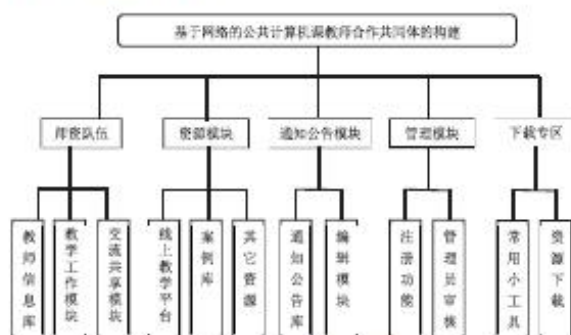 基于网络的公共计算机课教师合作共同体的构建
师资队伍
资源模块
通知公告模块
管理模块
下载专区
教师信息库
教学工作模块
交流共享模块
线上教学平台
案例库
其它资源
通知公告库
编辑模块
注册功能
管理员审核
常用小工具
资源下载